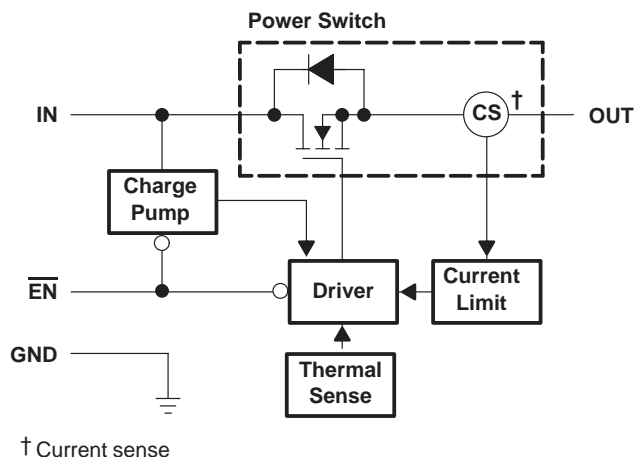 Power Switch
†
IN
CS
OUT
Charge
Pump
EN
Driver
Current
Limit
GND
Thermal
Sense
† Current sense